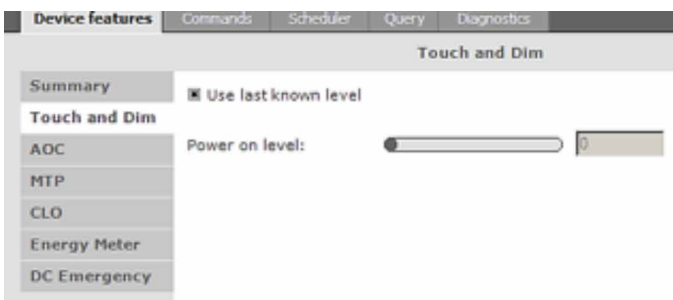 Device features Commands Scheduler Query Diagnostics
Touch and Dim
Summary
Touch and Dim
AOC
MTP
CLO
Energy Meter
DC Emergency
Use last known level
Power on level: 0